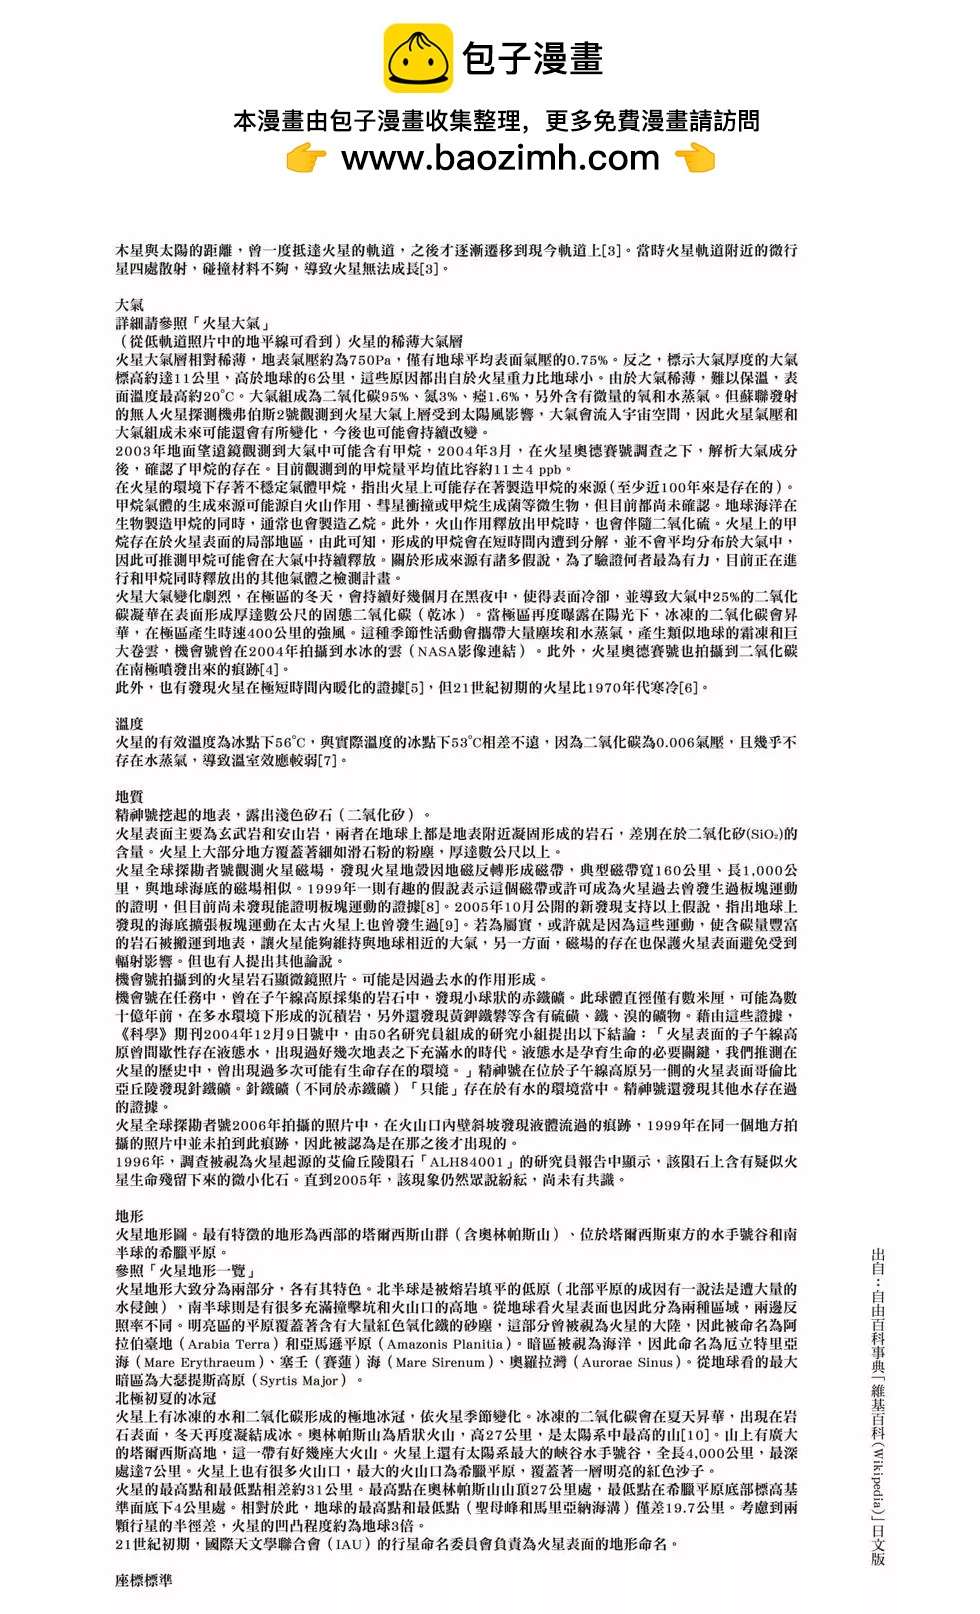 包子漫畫
本漫畫由包子漫畫收集整理，更多免費漫畫請訪問
👉 www.baozimh.com 👈
木星與太陽的距離，曾一度抵達火星的軌道，之後才逐漸遷移到現今軌道上[3]。當時火星軌道附近的微行
星四處散射，碰撞材料不夠，導致火星無法成長[3]。
大氣
詳細請參照「火星大氣」
（從低軌道照片中的地平線可看到）火星的稀薄大氣層
火星大氣層相對稀薄，地表氣壓約為750Pa，僅有地球平均表面氣壓的0.75%。反之，標示大氣厚度的大氣
標高約達11公里，高於地球的6公里，這些原因都出自於火星重力比地球小。由於大氣稀薄，難以保溫，表
面溫度最高約20℃。大氣組成為二氧化碳95%、氮3%、氬1.6%，另外含有微量的氧和水蒸氣。但蘇聯發射
的無人火星探測機弗伯斯2號觀測到火星大氣上層受到太陽風影響，大氣會流入宇宙空間，因此火星氣壓和
大氣組成未來可能還會有所變化，今後也可能會持續改變。
2003年地面望遠鏡觀測到大氣中可能含有甲烷，2004年3月，在火星奧德賽號調查之下，解析大氣成分
後，確認了甲烷的存在。目前觀測到的甲烷量平均值比容約11±4 ppb。
在火星的環境下存著不穩定氣體甲烷，指出火星上可能存在著製造甲烷的來源（至少近100年來是存在的）。
甲烷氣體的生成來源可能源自火山作用、彗星衝撞或甲烷生成菌等微生物，但目前都尚未確認。地球海洋在
生物製造甲烷的同時，通常也會製造乙烷。此外，火山作用釋放出甲烷時，也會伴隨二氧化硫。火星上的甲
烷存在於火星表面的局部地區，由此可知，形成的甲烷會在短時間內遭到分解，並不會平均分布於大氣中，
因此可推測甲烷可能會在大氣中持續釋放。關於形成來源有諸多假說，為了驗證何者最為有力，目前正在進
行和甲烷同時釋放出的其他氣體之檢測計畫。
火星大氣變化劇烈，在極區的冬天，會持續好幾個月在黑夜中，使得表面冷卻，並導致大氣中25%的二氧化
碳凝華在表面形成厚達數公尺的固態二氧化碳（乾冰）。當極區再度曝露在陽光下，冰凍的二氧化碳會昇
華，在極區產生時速400公里的強風。這種季節性活動會攜帶大量塵埃和水蒸氣，產生類似地球的霜凍和巨
大卷雲，機會號曾在2004年拍攝到水冰的雲（NASA影像連結）。此外，火星奧德賽號也拍攝到二氧化碳
在南極噴發出來的痕跡[4]。
此外，也有發現火星在極短時間內暖化的證據[5]，但21世紀初期的火星比1970年代寒冷[6]。
溫度
火星的有效溫度為冰點下56℃，與實際溫度的冰點下53℃相差不遠，因為二氧化碳為0.006氣壓，且幾乎不
存在水蒸氣，導致溫室效應較弱[7]。
地質
精神號挖起的地表，露出淺色矽石（二氧化矽）。
火星表面主要為玄武岩和安山岩，兩者在地球上都是地表附近凝固形成的岩石，差別在於二氧化矽(SiO₂)的
含量。火星上大部分地方覆蓋著細如滑石粉的粉塵，厚達數公尺以上。
火星全球探勘者號觀測火星磁場，發現火星地殼因地磁反轉形成磁帶，典型磁帶寬160公里、長1,000公
里，與地球海底的磁場相似。1999年一則有趣的假說表示這個磁帶或許可成為火星過去曾發生過板塊運動
的證明，但目前尚未發現能證明板塊運動的證據[8]。2005年10月公開的新發現支持以上假說，指出地球上
發現的海底擴張板塊運動在太古火星上也曾發生過[9]。若為屬實，或許就是因為這些運動，使含碳量豐富
的岩石被搬運到地表，讓火星能夠維持與地球相近的大氣，另一方面，磁場的存在也保護火星表面避免受到
輻射影響。但也有人提出其他論說。
機會號拍攝到的火星岩石顯微鏡照片。可能是因過去水的作用形成。
機會號在任務中，曾在子午線高原採集的岩石中，發現小球狀的赤鐵礦。此球體直徑僅有數米厘，可能為數
十億年前，在多水環境下形成的沉積岩，另外還發現黃鉀鐵礬等含有硫磺、鐵、溴的礦物。藉由這些證據，
《科學》期刊2004年12月9日號中，由50名研究員組成的研究小組提出以下結論：「火星表面的子午線高
原曾間歇性存在液態水，出現過好幾次地表之下充滿水的時代。液態水是孕育生命的必要關鍵，我們推測在
火星的歷史中，曾出現過多次可能有生命存在的環境。」精神號在位於子午線高原另一側的火星表面哥倫比
亞丘陵發現針鐵礦。針鐵礦（不同於赤鐵礦）「只能」存在於有水的環境當中。精神號還發現其他水存在過
的證據。
火星全球探勘者號2006年拍攝的照片中，在火山口內壁斜坡發現液體流過的痕跡，1999年在同一個地方拍
攝的照片中並未拍到此痕跡，因此被認為是在那之後才出現的。
1996年，調查被視為火星起源的艾倫丘陵隕石「ALH84001」的研究員報告中顯示，該隕石上含有疑似火
星生命殘留下來的微小化石。直到2005年，該現象仍然眾說紛紜，尚未有共識。
地形
火星地形圖。最有特徵的地形為西部的塔爾西斯山群（含奧林帕斯山）、位於塔爾西斯東方的水手號谷和南
半球的希臘平原。
參照「火星地形一覽」
火星地形大致分為兩部分，各有其特色。北半球是被熔岩填平的低原（北部平原的成因有一說法是遭大量的
水侵蝕），南半球則是有很多充滿撞擊坑和火山口的高地。從地球看火星表面也因此分為兩種區域，兩邊反
照率不同。明亮區的平原覆蓋著含有大量紅色氧化鐵的砂塵，這部分曾被視為火星的大陸，因此被命名為阿
拉伯臺地（Arabia Terra）和亞馬遜平原（Amazonis Planitia）。暗區被視為海洋，因此命名為厄立特里亞
海（Mare Erythraeum）、塞壬（賽蓮）海（Mare Sirenum）、奧羅拉灣（Aurorae Sinus）。從地球看的最大
暗區為大瑟提斯高原（Syrtis Major）。
北極初夏的冰冠
火星上有冰凍的水和二氧化碳形成的極地冰冠，依火星季節變化。冰凍的二氧化碳會在夏天昇華，出現在岩
石表面，冬天再度凝結成冰。奧林帕斯山為盾狀火山，高27公里，是太陽系中最高的山[10]。山上有廣大
的塔爾西斯高地，這一帶有好幾座大火山。火星上還有太陽系最大的峽谷水手號谷，全長4,000公里，最深
處達7公里。火星上也有很多火山口，最大的火山口為希臘平原，覆蓋著一層明亮的紅色沙子。
火星的最高點和最低點相差約31公里。最高點在奧林帕斯山山頂27公里處，最低點在希臘平原底部標高基
準面底下4公里處。相對於此，地球的最高點和最低點（聖母峰和馬里亞納海溝）僅差19.7公里。考慮到兩
顆行星的半徑差，火星的凹凸程度約為地球3倍。
21世紀初期，國際天文學聯合會（IAU）的行星命名委員會負責為火星表面的地形命名。
座標標準
出自：自由百科事典「維基百科(Wikipedia)」日文版